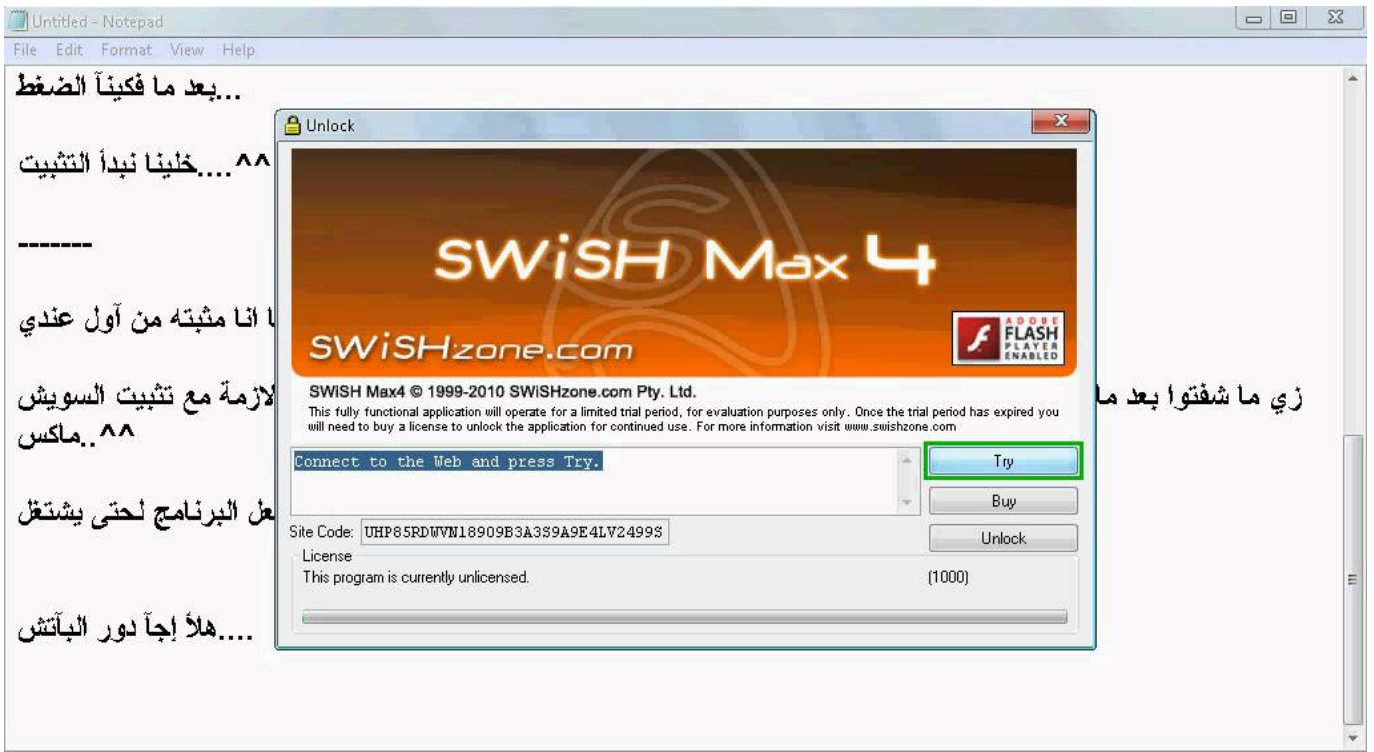 Untitled - Notepad
File Edit Format View Help
بعد ما فكينآ الضغط...
خلينا نبدأ التثبيت....^^
-------
انا مثبته من آول عندي
زي ما شفتوا بعد ما
لازمة مع تثبيت السويش
ماكس..^^
البرنامج لحتى يشتغل
هلأ إجآ دور البآتش....
Unlock
SWiSH Max 4
SWiSHzone.com
ADOBE
FLASH
PLAYER
ENABLED
SWiSH Max4 © 1999-2010 SWiSHzone.com Pty. Ltd.
This fully functional application will operate for a limited trial period, for evaluation purposes only. Once the trial period has expired you
will need to buy a license to unlock the application for continued use. For more information visit www.swishzone.com
Connect to the Web and press Try.
Try
Buy
Site Code: UHP85RDWVN18909B3A3S9A9E4LV2499S
Unlock
License
This program is currently unlicensed.
(1000)